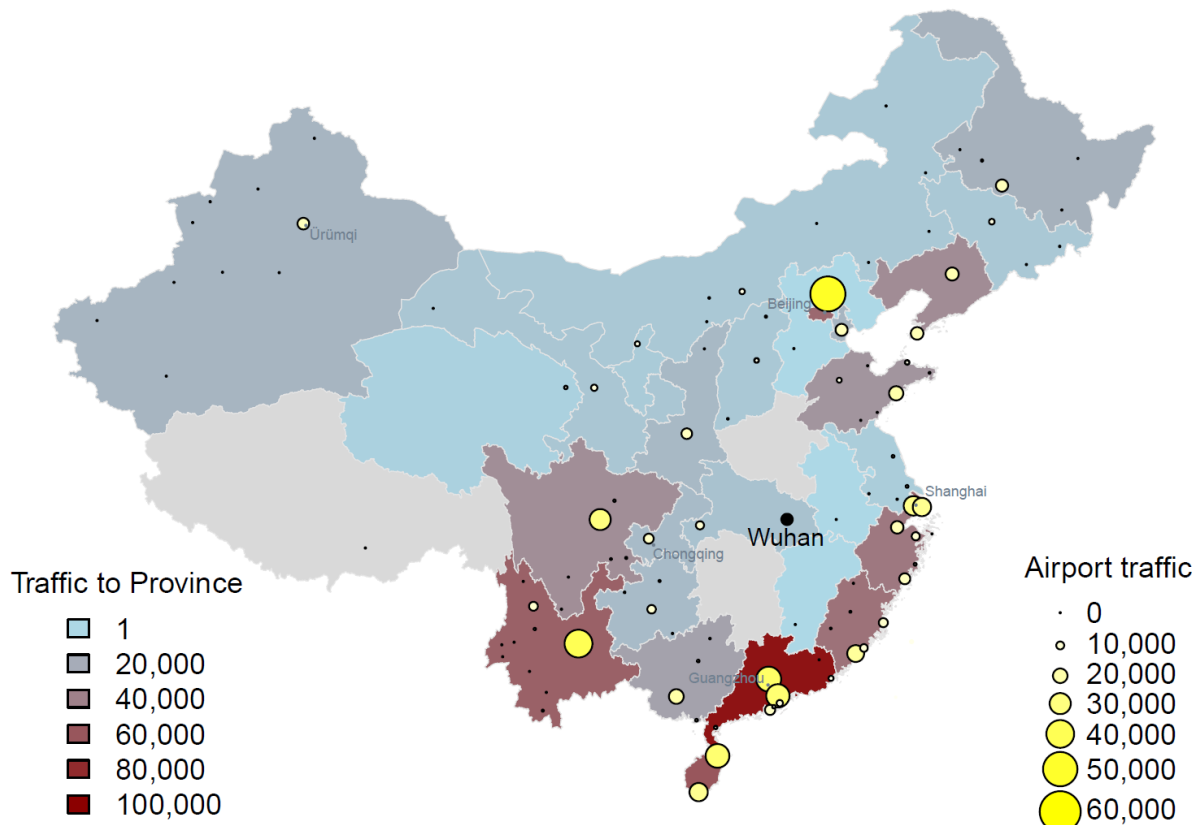 Ürümqi
Beijing
Shanghai
Wuhan
Chongqing
Guangzhou
Traffic to Province
1
20,000
40,000
60,000
80,000
100,000
Airport traffic
0
10,000
20,000
30,000
40,000
50,000
60,000